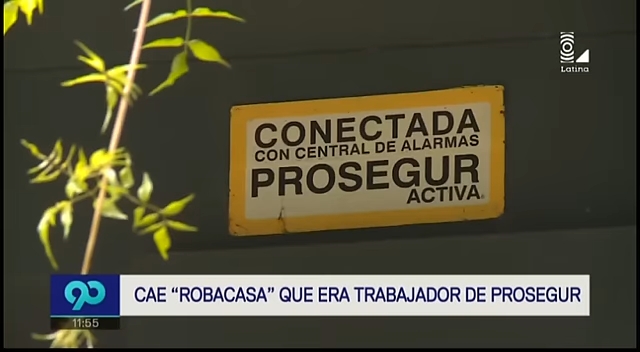 Latina
CONECTADA
CON CENTRAL DE ALARMAS
PROSEGUR
ACTIVA
90
CAE “ROBACASA” QUE ERA TRABAJADOR DE PROSEGUR
11:55